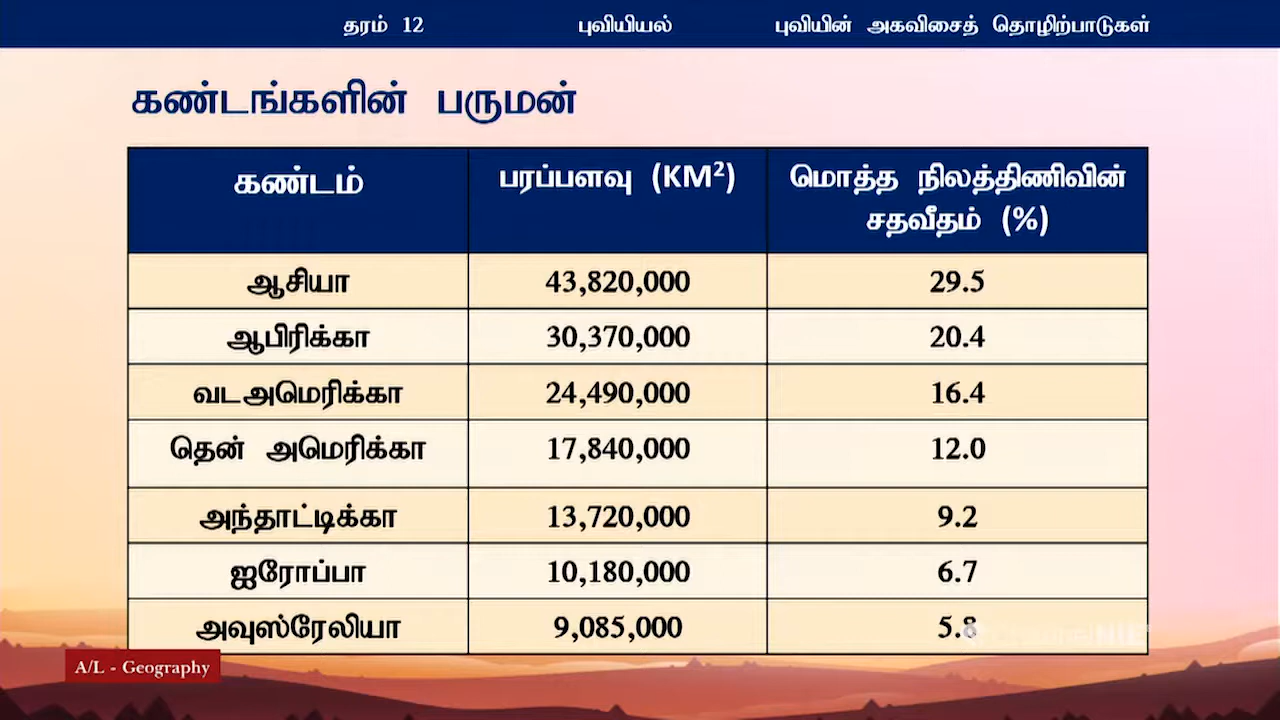 தரம் 12 புவியியல் புவியின் அகவிசைத் தொழிற்பாடுகள்
கண்டங்களின் பருமன்
கண்டம் பரப்பளவு (KM²) மொத்த நிலத்திணிவின் சதவீதம் (%)
ஆசியா 43,820,000 29.5
ஆபிரிக்கா 30,370,000 20.4
வடஅமெரிக்கா 24,490,000 16.4
தென் அமெரிக்கா 17,840,000 12.0
அந்தாட்டிக்கா 13,720,000 9.2
ஐரோப்பா 10,180,000 6.7
அவுஸ்ரேலியா 9,085,000 5.8
A/L - Geography